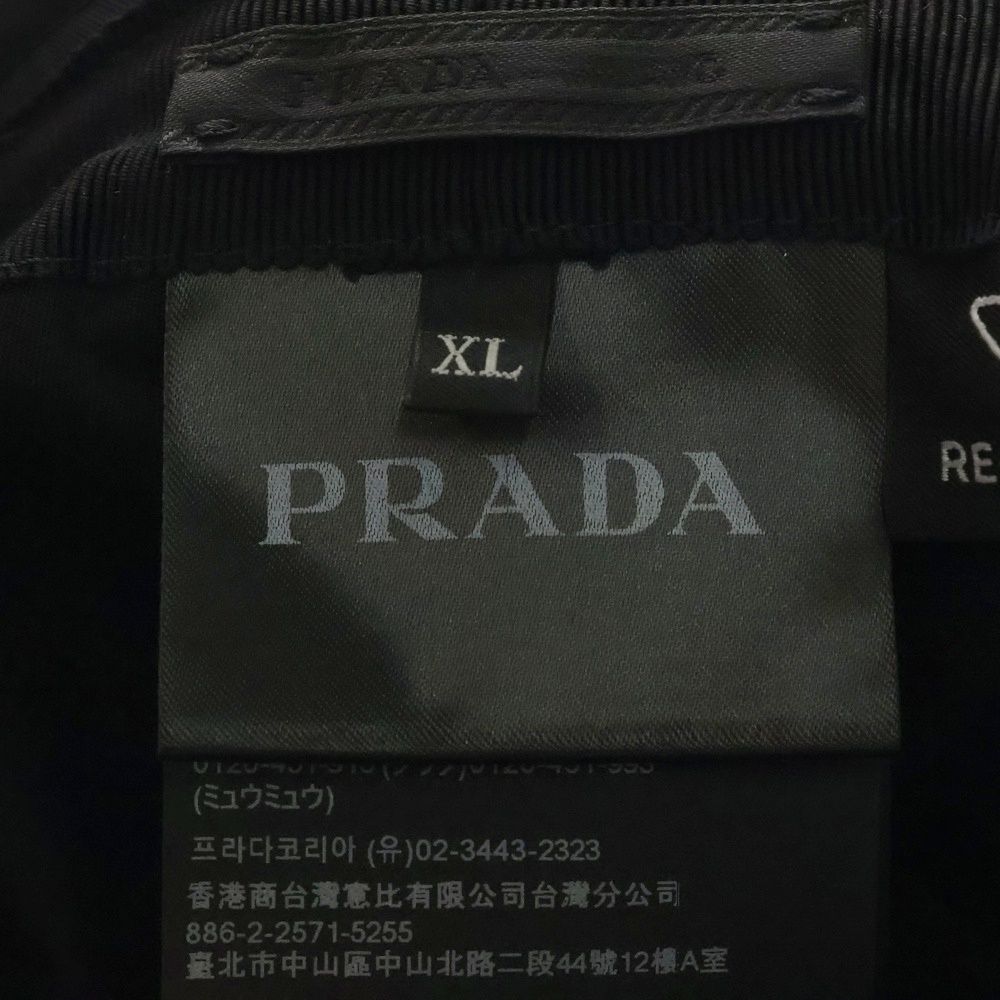 PRADA
XL
PRADA
RE
(ミュウミュウ)
프라다코리아 (유)02-3443-2323
香港商台灣意比有限公司台灣分公司
886-2-2571-5255
臺北市中山區中山北路二段44號12樓A室